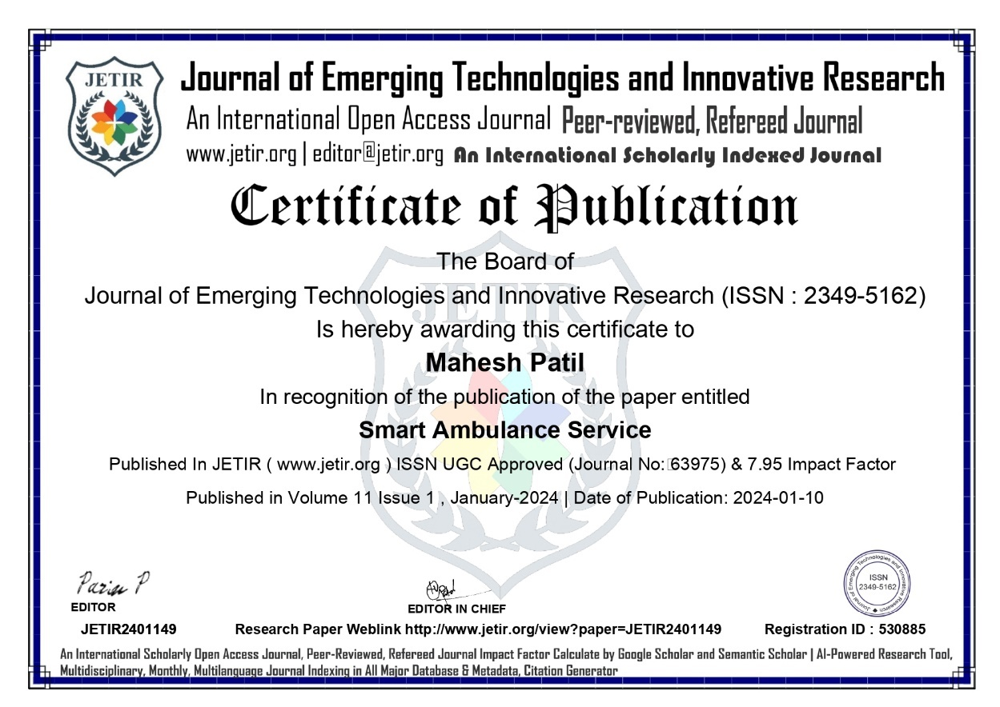 JETIR
Journal of Emerging Technologies and Innovative Research
An International Open Access Journal Peer-reviewed, Refereed Journal
www.jetir.org | editor@jetir.org An International Scholarly Indexed Journal
Certificate of Publication
JETIR
The Board of
Journal of Emerging Technologies and Innovative Research (ISSN : 2349-5162)
Is hereby awarding this certificate to
Mahesh Patil
In recognition of the publication of the paper entitled
Smart Ambulance Service
Published In JETIR ( www.jetir.org ) ISSN UGC Approved (Journal No: 63975) & 7.95 Impact Factor
Published in Volume 11 Issue 1 , January-2024 | Date of Publication: 2024-01-10
EDITOR
EDITOR IN CHIEF
Journal of Emerging Technologies and Innovative Research
ISSN
2349-5162
JETIR2401149 Research Paper Weblink http://www.jetir.org/view?paper=JETIR2401149 Registration ID : 530885
An International Scholarly Open Access Journal, Peer-Reviewed, Refereed Journal Impact Factor Calculate by Google Scholar and Semantic Scholar | AI-Powered Research Tool,
Multidisciplinary, Monthly, Multilanguage Journal Indexing in All Major Database & Metadata, Citation Generator